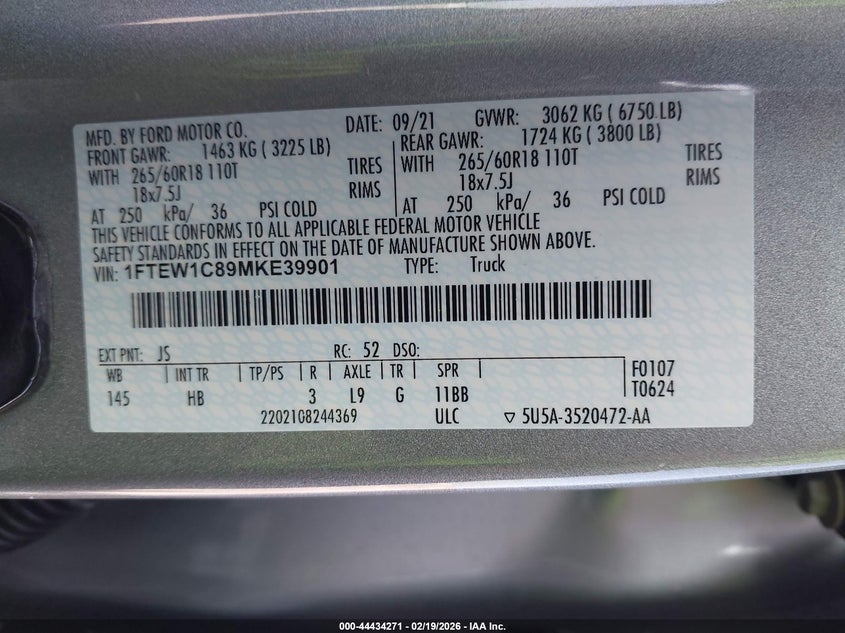 MFD. BY FORD MOTOR CO. DATE: 09/21 GVWR: 3062 KG ( 6750 LB)
FRONT GAWR: 1463 KG ( 3225 LB) REAR GAWR: 1724 KG ( 3800 LB)
WITH 265/60R18 110T TIRES WITH 265/60R18 110T TIRES
18x7.5J RIMS 18x7.5J RIMS
AT 250 kPa/ 36 PSI COLD AT 250 kPa/ 36 PSI COLD
THIS VEHICLE CONFORMS TO ALL APPLICABLE FEDERAL MOTOR VEHICLE
SAFETY STANDARDS IN EFFECT ON THE DATE OF MANUFACTURE SHOWN ABOVE.
VIN: 1FTEW1C89MKE39901 TYPE: Truck
EXT PNT: JS RC: 52 DSO:
WB INT TR TP/PS R AXLE TR SPR F0107
145 HB 3 L9 G 11BB T0624
2202108244369 ULC ▽ 5U5A-3520472-AA
000-44434271 | 02/19/2026 – IAA Inc.